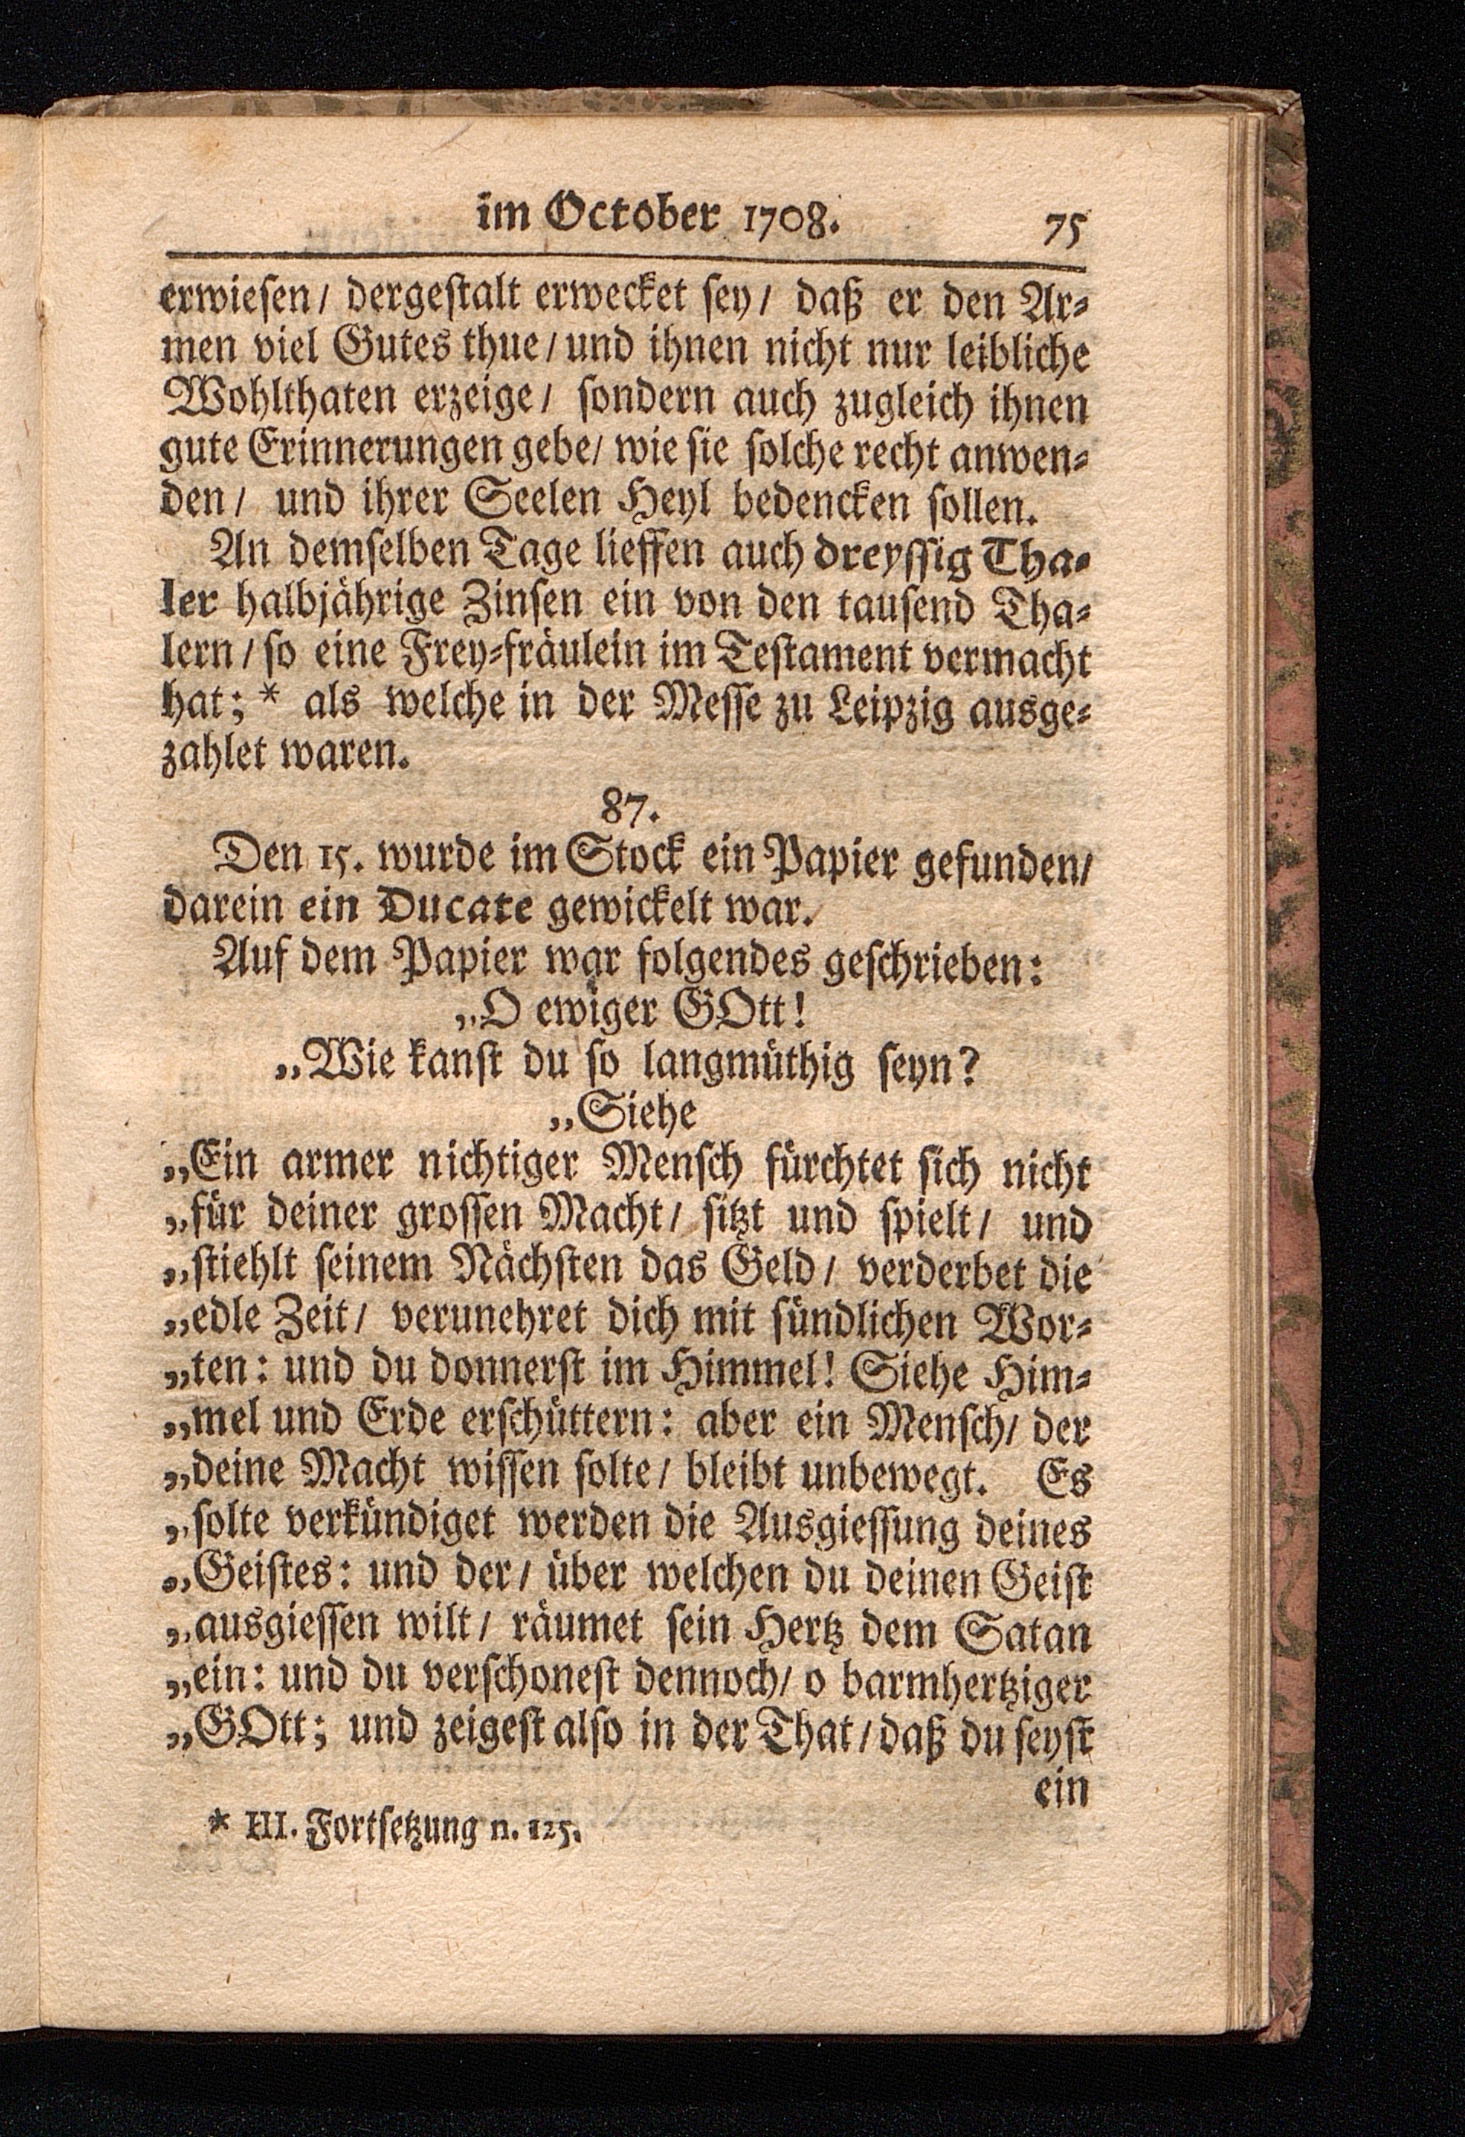 im October 1708. 75
erwiesen/ dergestalt erwecket sey/ daß er den Ar-
men viel Gutes thue/ und ihnen nicht nur leibliche
Wohlthaten erzeige/ sondern auch zugleich ihnen
gute Erinnerungen gebe/ wie sie solche recht anwen-
den/ und ihrer Seelen Heyl bedencken sollen.
An demselben Tage lieffen auch dreyssig Tha-
ler halbjährige Zinsen ein von den tausend Tha-
lern/ so eine Frey-fräulein im Testament vermacht
hat; * als welche in der Messe zu Leipzig ausge-
zahlet waren.
87.
Den 15. wurde im Stock ein Papier gefunden/
darein ein Ducate gewickelt war.
Auf dem Papier war folgendes geschrieben:
„O ewiger GOtt!
„Wie kanst du so langmüthig seyn?
„Siehe
„Ein armer nichtiger Mensch fürchtet sich nicht
„für deiner grossen Macht/ sitzt und spielt/ und
„stiehlt seinem Nächsten das Geld/ verderbet die
„edle Zeit/ verunehret dich mit sündlichen Wor-
„ten: und du donnerst im Himmel! Siehe Him-
„mel und Erde erschüttern: aber ein Mensch/ der
„deine Macht wissen solte/ bleibt unbewegt. Es
„solte verkündiget werden die Ausgiessung deines
„Geistes: und der/ über welchen du deinen Geist
„ausgiessen wilt/ räumet sein Hertz dem Satan
„ein: und du verschonest dennoch/ o barmhertziger
„GOtt; und zeigest also in der That/ daß du seyst
ein
* III. Fortsetzung n. 125.